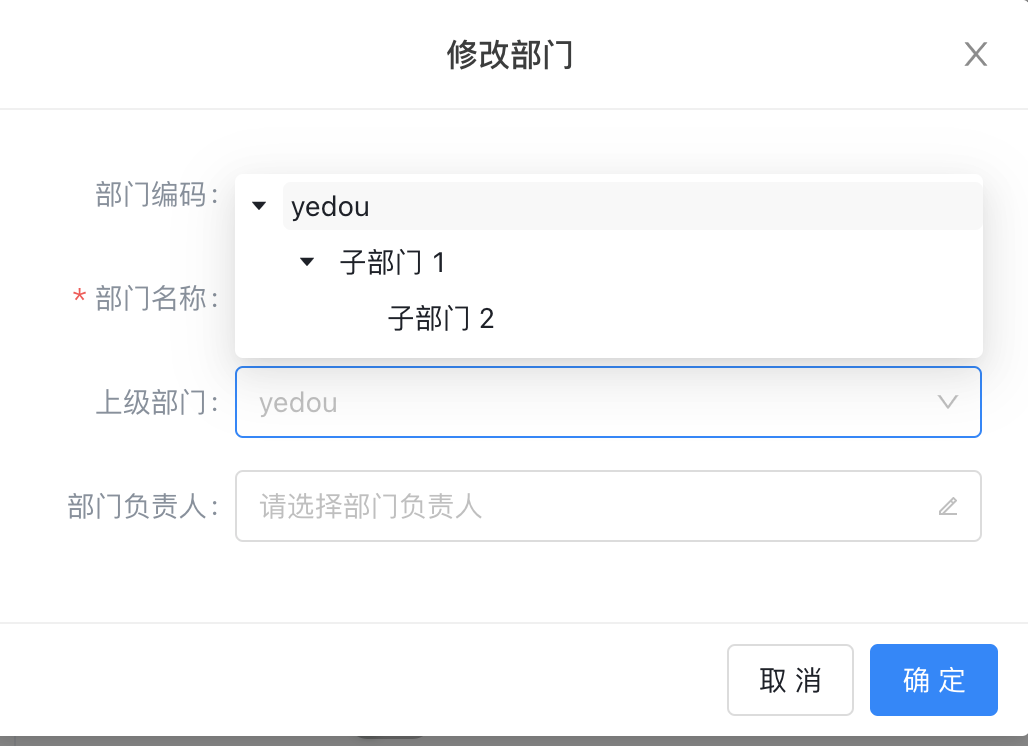 修改部门
部门编码：
yedou
子部门 1
* 部门名称：
子部门 2
上级部门：
yedou
部门负责人：
请选择部门负责人
取 消
确 定